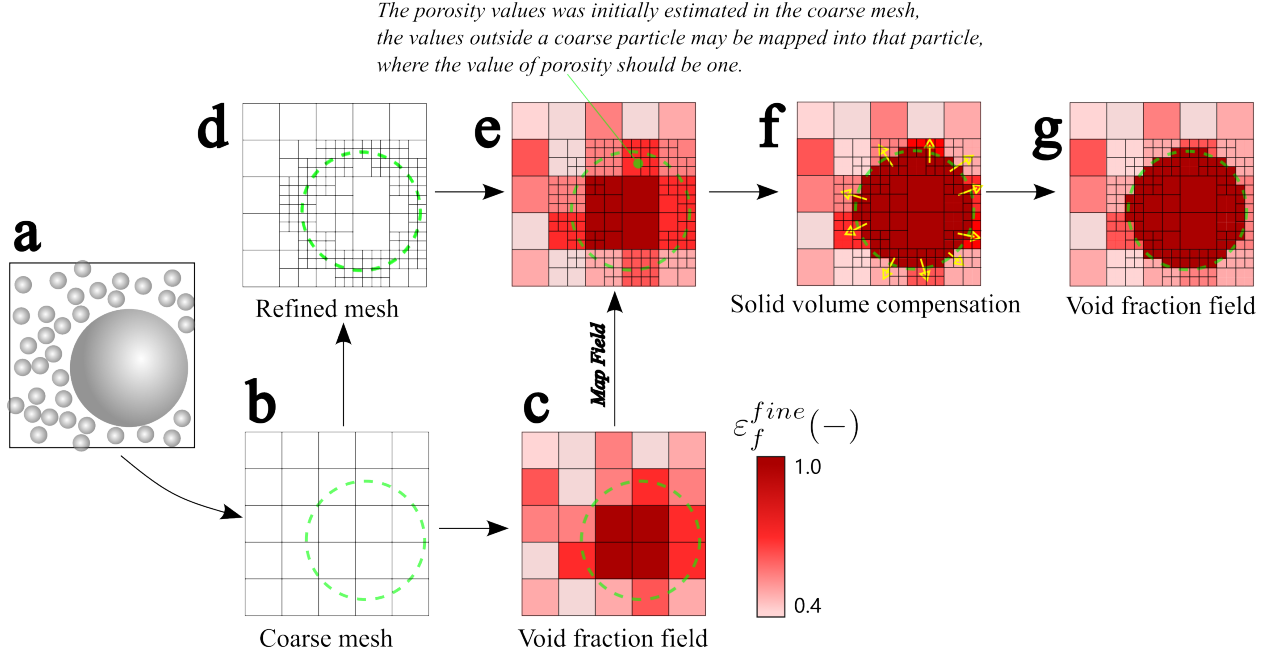 The porosity values was initially estimated in the coarse mesh,
the values outside a coarse particle may be mapped into that particle,
where the value of porosity should be one.
d
e
f
g
a
Refined mesh
Solid volume compensation
Void fraction field
Map Field
b
c
ε_f^{fine}(−)
1.0
0.4
Coarse mesh
Void fraction field